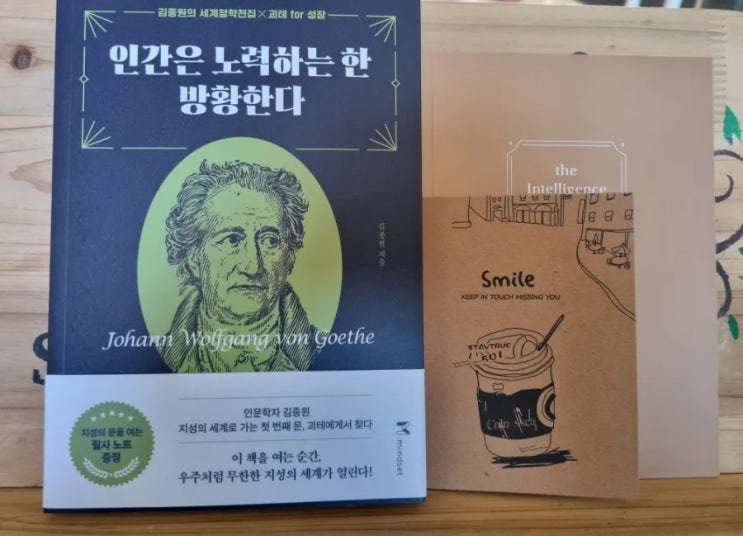 김종원의 세계철학전집×괴테 for 성장
인간은 노력하는 한
방황한다
김종원 지음
Johann Wolfgang von Goethe
지성의 문을 여는
필사 노트
증정
인문학자 김종원
지성의 세계로 가는 첫 번째 문, 괴테에게서 찾다
이 책을 여는 순간,
우주처럼 무한한 지성의 세계가 열린다!
mindset
the
Intelligence
Smile
KEEP IN TOUCH MISSING YOU
501